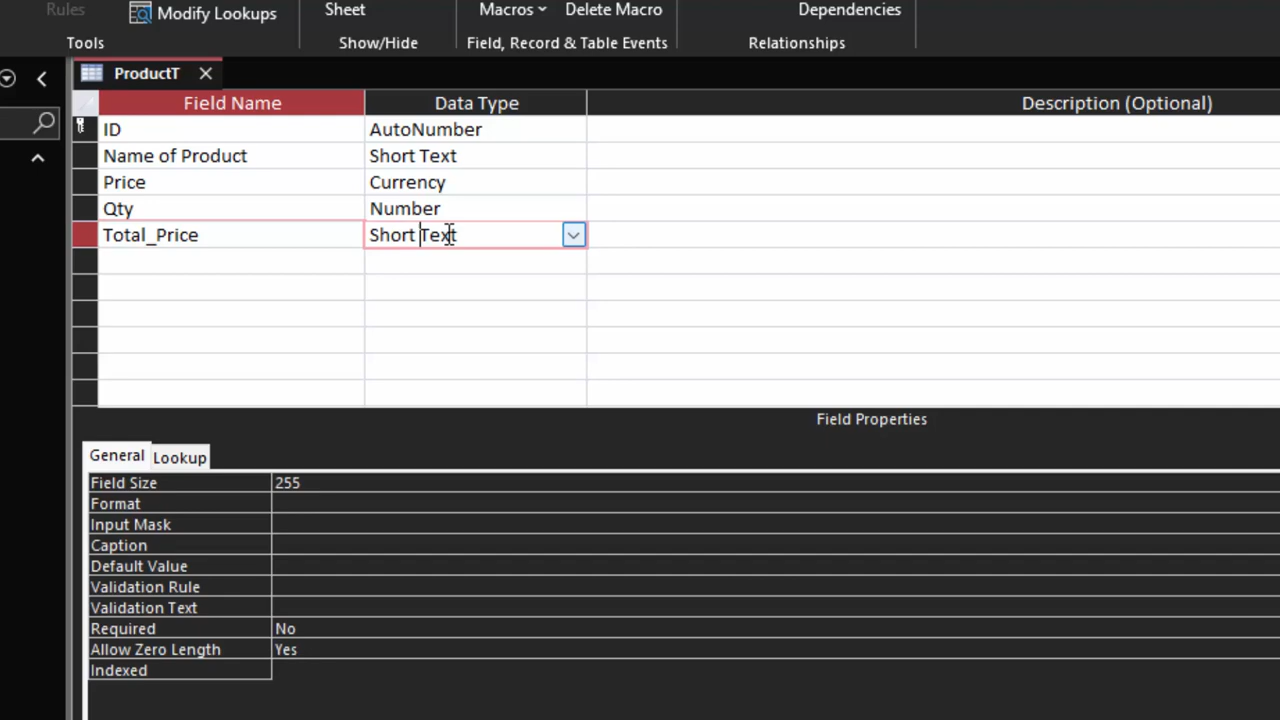 Rules
Modify Lookups
Sheet
Macros
Delete Macro
Dependencies
Tools
Show/Hide
Field, Record & Table Events
Relationships
ProductT
Field Name Data Type Description (Optional)
ID AutoNumber
Name of Product Short Text
Price Currency
Qty Number
Total_Price Short Text
Field Properties
General Lookup
Field Size 255
Format
Input Mask
Caption
Default Value
Validation Rule
Validation Text
Required No
Allow Zero Length Yes
Indexed